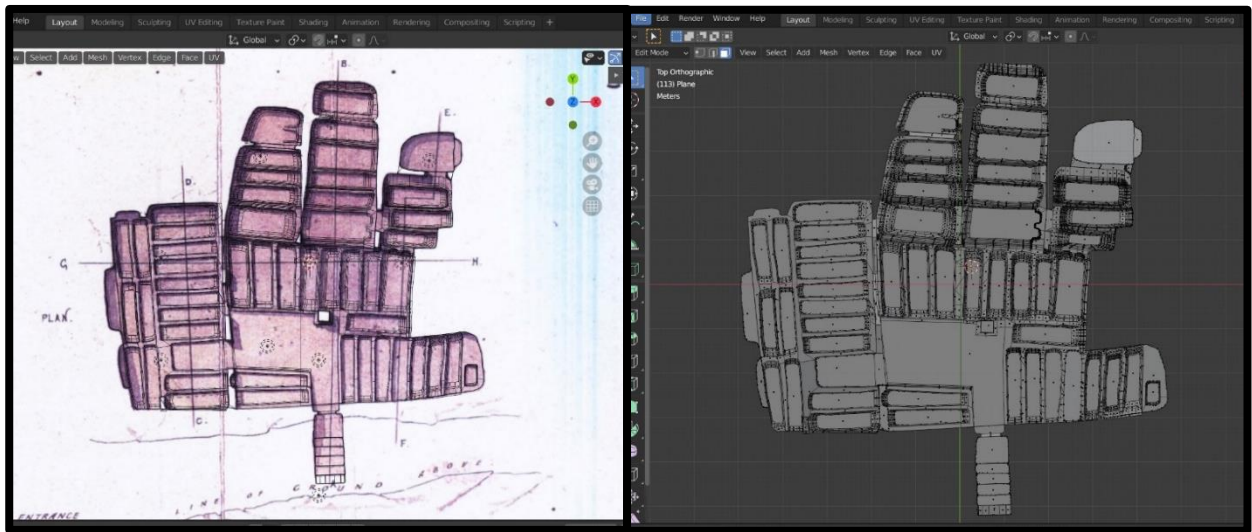 Help Layout Modeling Sculpting UV Editing Texture Paint Shading Animation Rendering Compositing Scripting +
Global
Select Add Mesh Vertex Edge Face UV
B.
Y
Z X
E.
D.
G. H.
PLAN.
C. F.
LINE OF GROUND ABOVE
ENTRANCE
File Edit Render Window Help Layout Modeling Sculpting UV Editing Texture Paint Shading Animation Rendering Compositing Scripting
Global
Edit Mode View Select Add Mesh Vertex Edge Face UV
Top Orthographic
(113) Plane
Meters